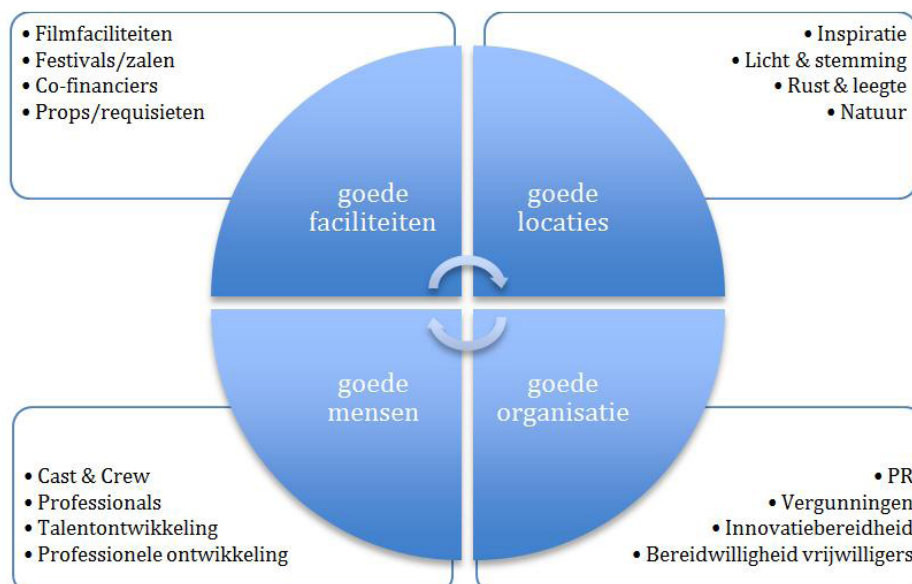 • Filmfaciliteiten
• Festivals/zalen
• Co-financiers
• Props/requisieten
• Inspiratie
• Licht & stemming
• Rust & leegte
• Natuur
goede
faciliteiten
goede
locaties
goede
mensen
goede
organisatie
• Cast & Crew
• Professionals
• Talentontwikkeling
• Professionele ontwikkeling
• PR
• Vergunningen
• Innovatiebereidheid
• Bereidwilligheid vrijwilligers